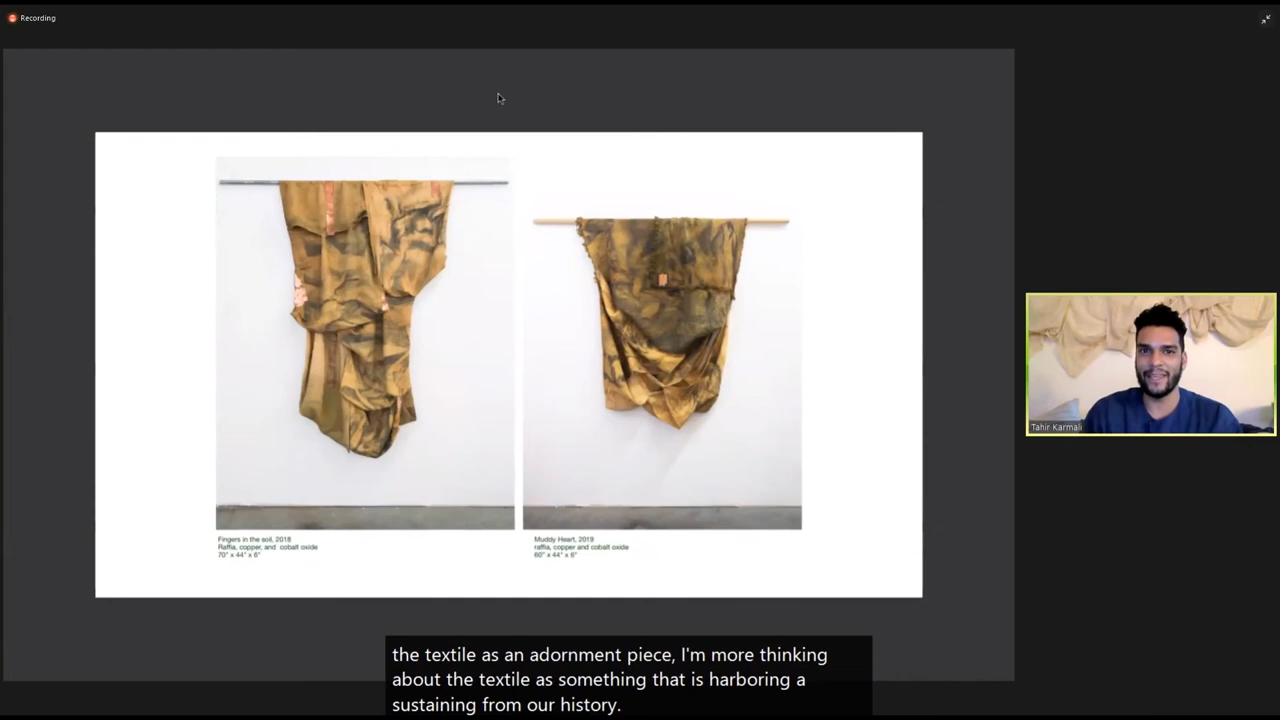 Recording
Fingers in the soil, 2018
Raffia, copper, and cobalt oxide
70" x 44" x 6"
Muddy Heart, 2019
raffia, copper and cobalt oxide
60" x 44" x 6"
Tahir Karmali
the textile as an adornment piece, I'm more thinking
about the textile as something that is harboring a
sustaining from our history.